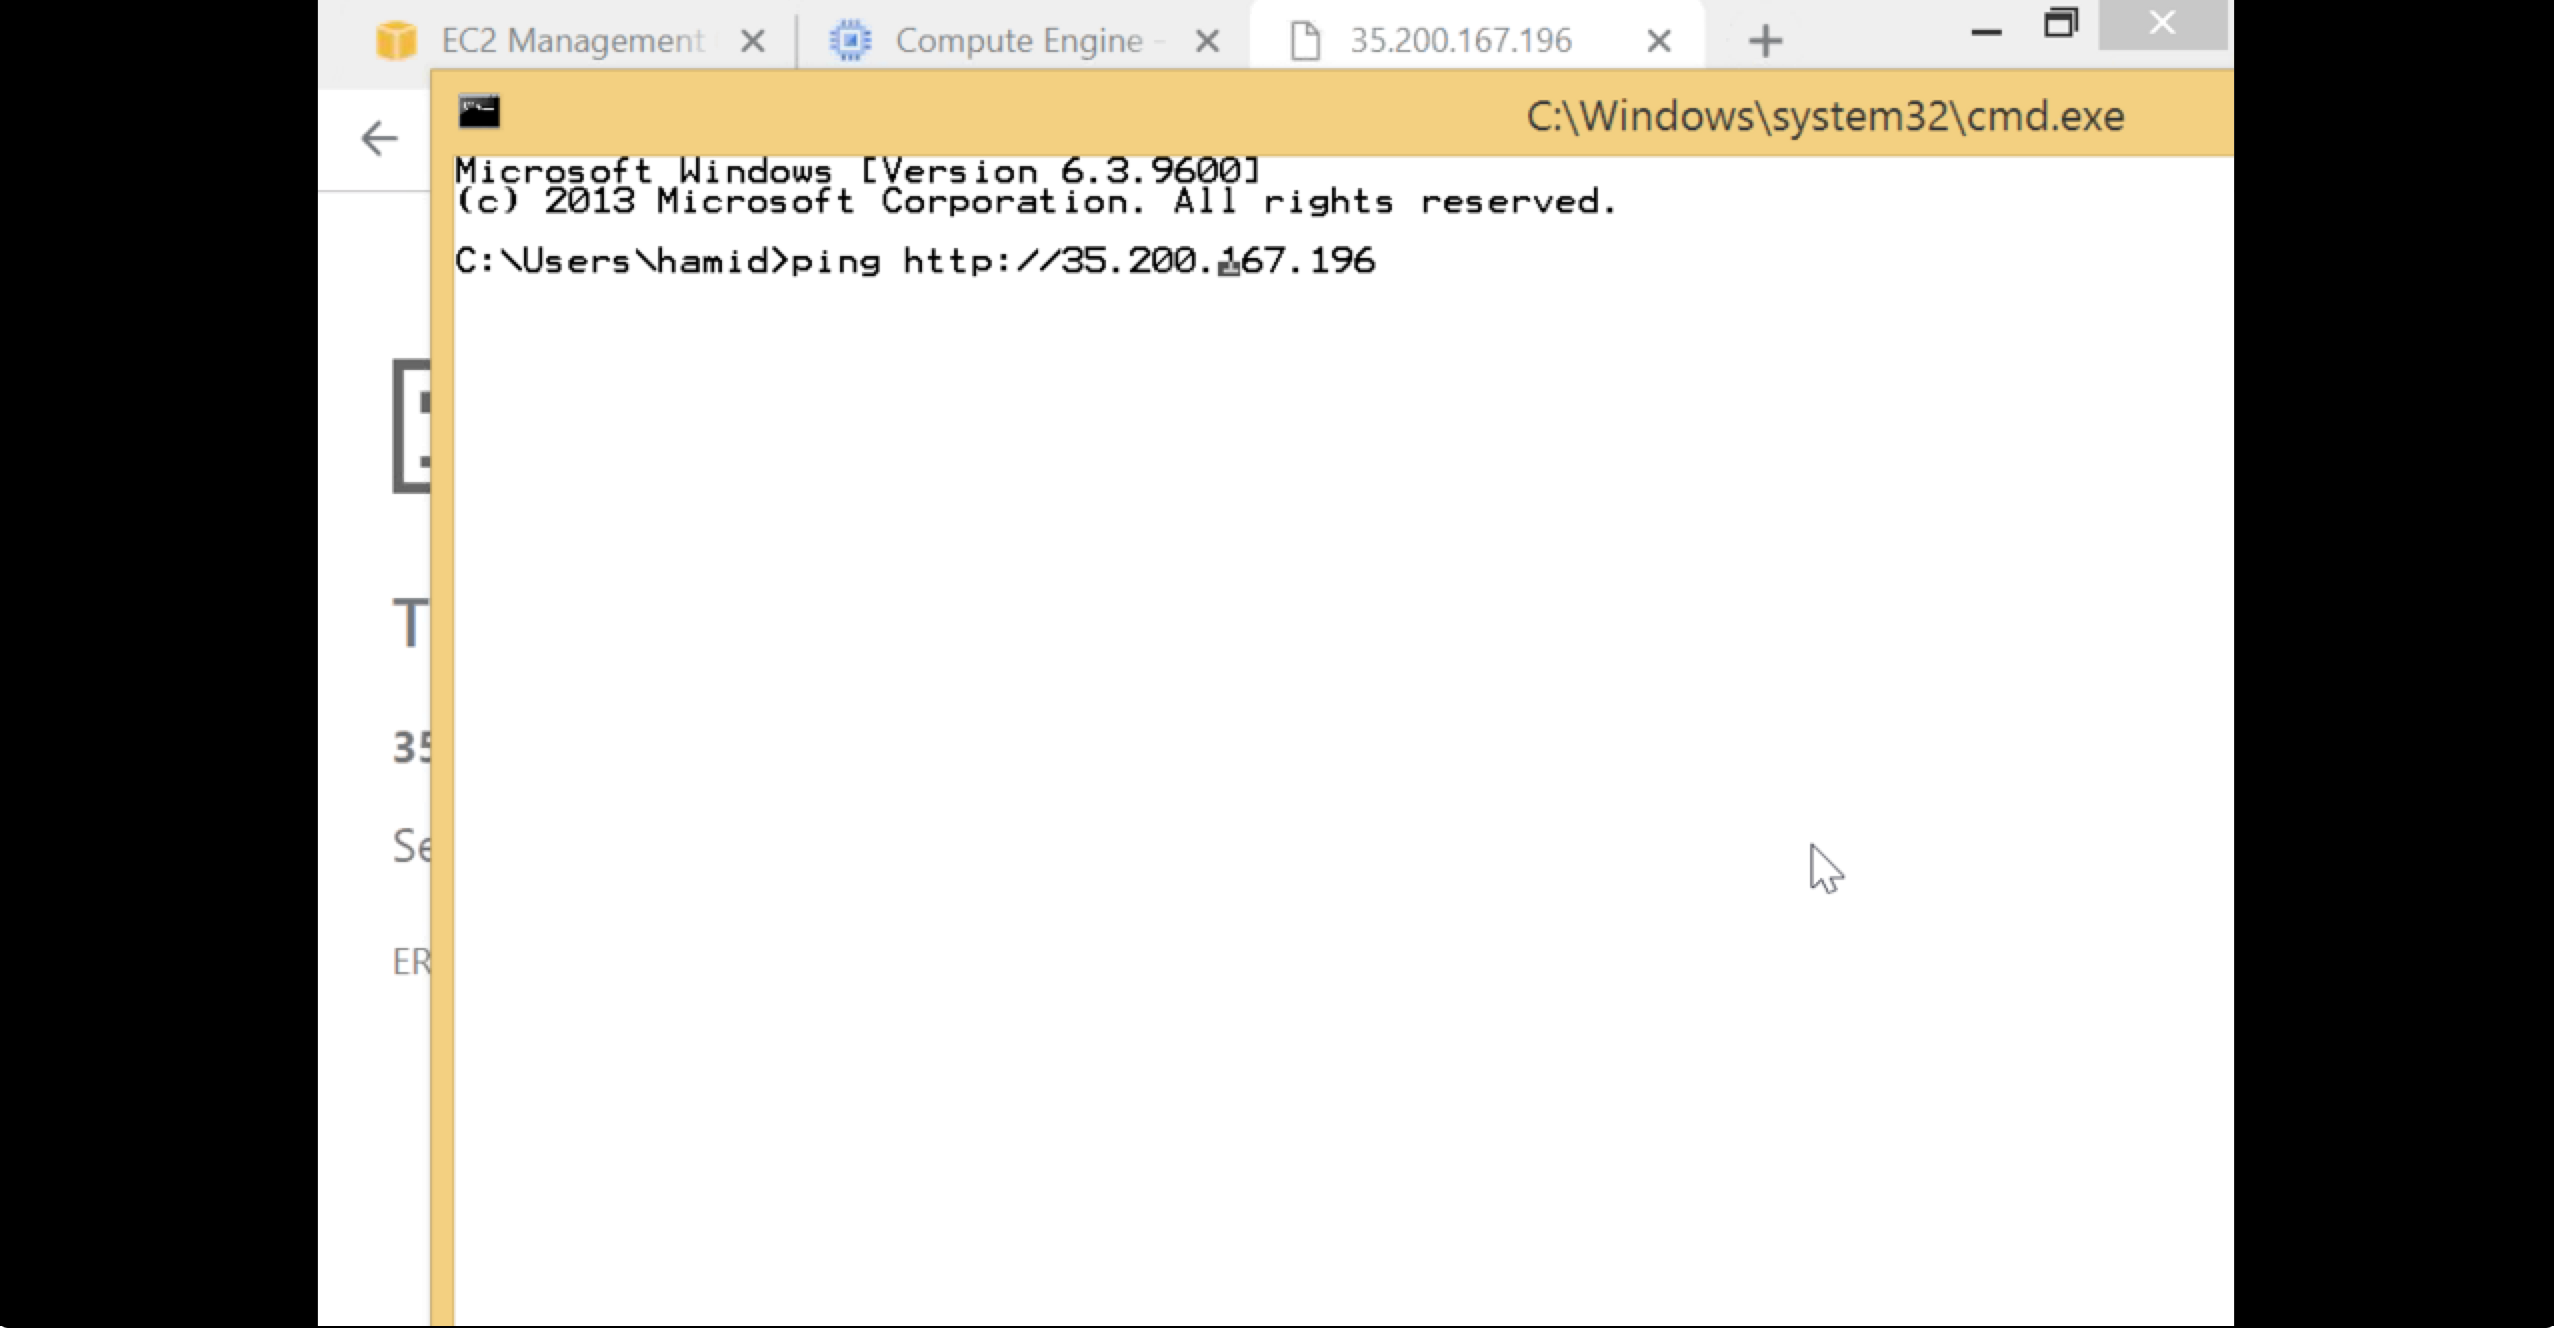 EC2 Management
Compute Engine -
35.200.167.196
C:\Windows\system32\cmd.exe
Microsoft Windows [Version 6.3.9600]
(c) 2013 Microsoft Corporation. All rights reserved.
C:\Users\hamid>ping http://35.200.167.196
T
35
Se
ER